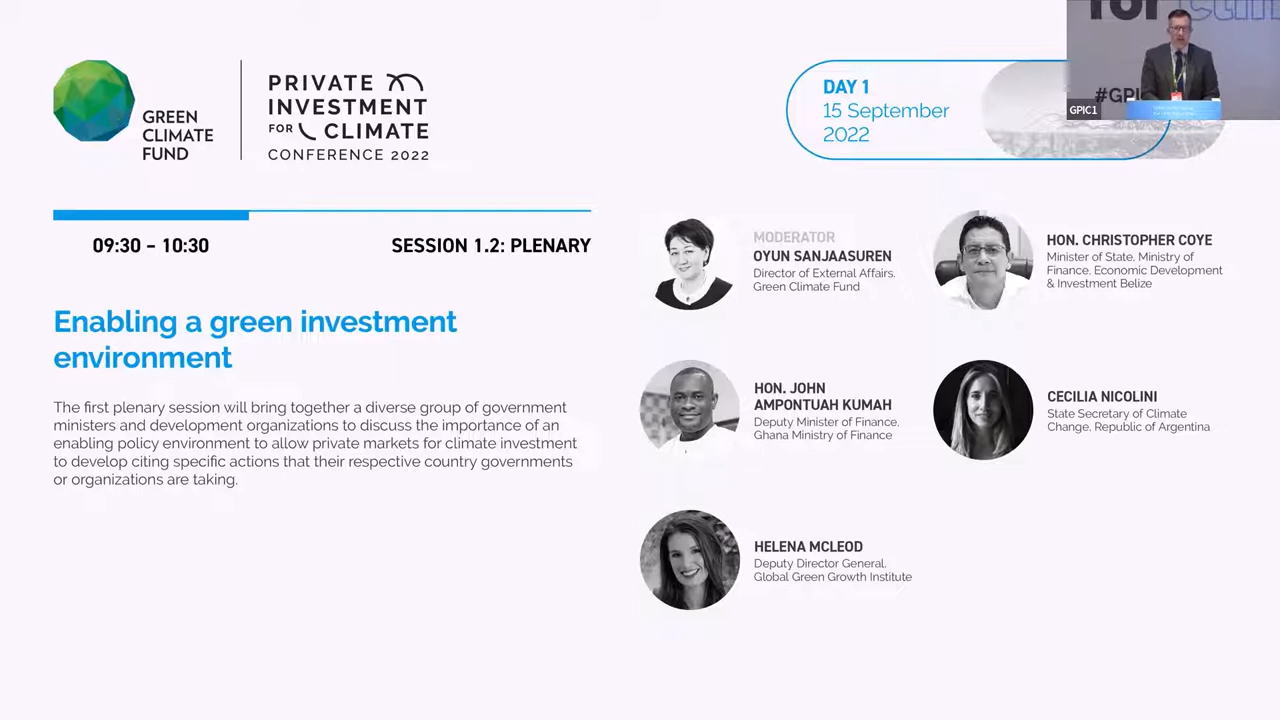 GREEN
CLIMATE
FUND
PRIVATE
INVESTMENT
FOR CLIMATE
CONFERENCE 2022
DAY 1
15 September
2022
for
#GPI
GPIC1
09:30 – 10:30
SESSION 1.2: PLENARY
Enabling a green investment
environment
The first plenary session will bring together a diverse group of government
ministers and development organizations to discuss the importance of an
enabling policy environment to allow private markets for climate investment
to develop citing specific actions that their respective country governments
or organizations are taking.
MODERATOR
OYUN SANJAASUREN
Director of External Affairs,
Green Climate Fund
HON. CHRISTOPHER COYE
Minister of State, Ministry of
Finance, Economic Development
& Investment Belize
HON. JOHN
AMPONTUAH KUMAH
Deputy Minister of Finance,
Ghana Ministry of Finance
CECILIA NICOLINI
State Secretary of Climate
Change, Republic of Argentina
HELENA MCLEOD
Deputy Director General,
Global Green Growth Institute